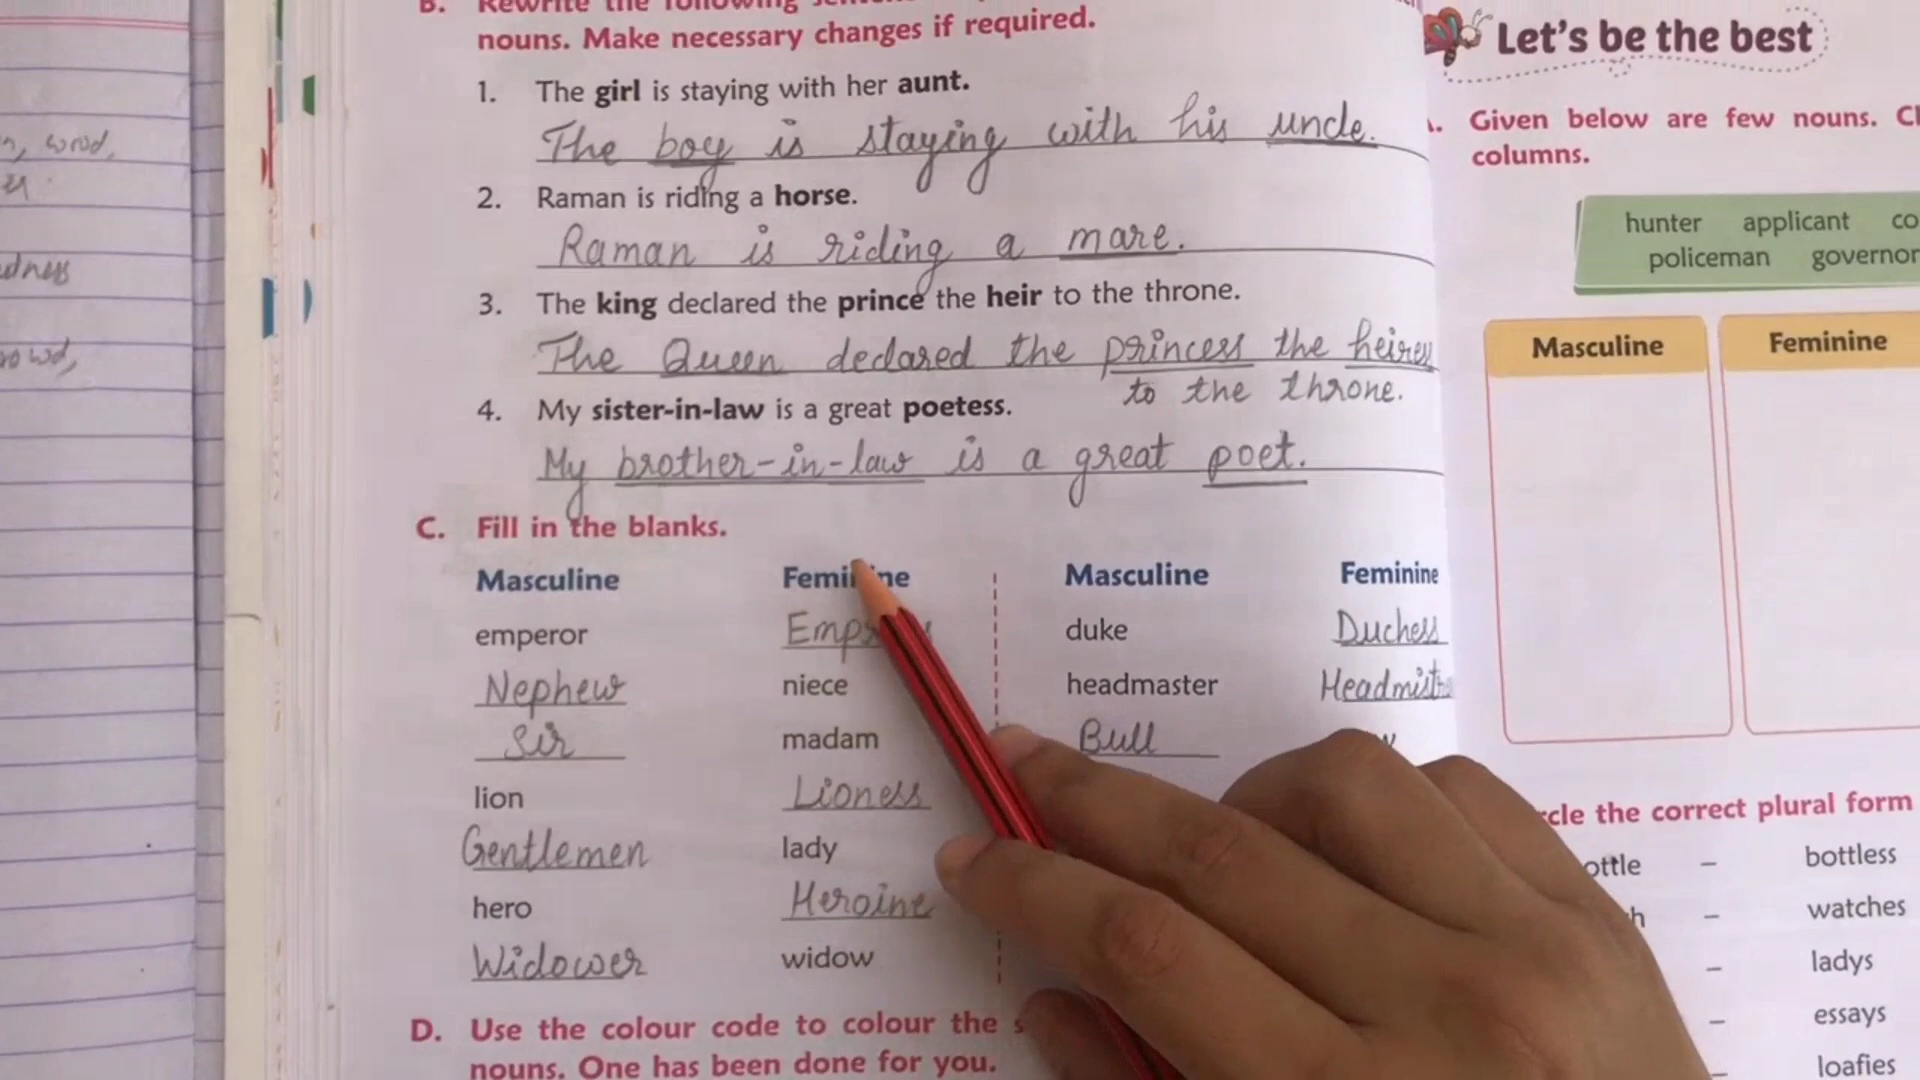 nouns. Make necessary changes if required.
1. The girl is staying with her aunt.
The boy is staying with his uncle.
2. Raman is riding a horse.
Raman is riding a mare.
3. The king declared the prince the heir to the throne.
The Queen declared the princess the heiress
to the throne.
4. My sister-in-law is a great poetess.
My brother-in-law is a great poet.
C. Fill in the blanks.
Masculine Feminine Masculine Feminine
emperor duke Duchess
Nephew niece headmaster
Sir madam Bull
lion Lioness
Gentlemen lady
hero Heroine
Widower widow
D. Use the colour code to colour the
nouns. One has been done for you.
Let's be the best
Given below are few nouns.
columns.
hunter applicant
policeman governor
Masculine Feminine
the correct plural form
– bottless
– watches
– ladys
– essays
– loafies
wood,